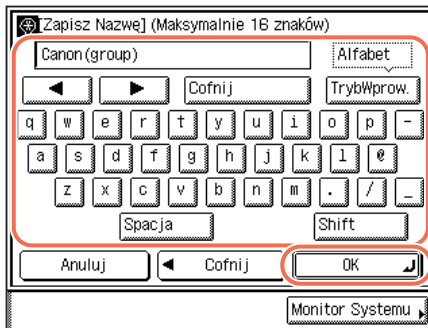 [Zapisz Nazwę] (Maksymalnie 16 znaków)
Canon(group) Alfabet
◀ ▶ Cofnij TrybWprow.
q w e r t y u i o p -
a s d f g h j k l @
z x c v b n m . / _
Spacja Shift
Anuluj ◀ Cofnij OK
Monitor Systemu